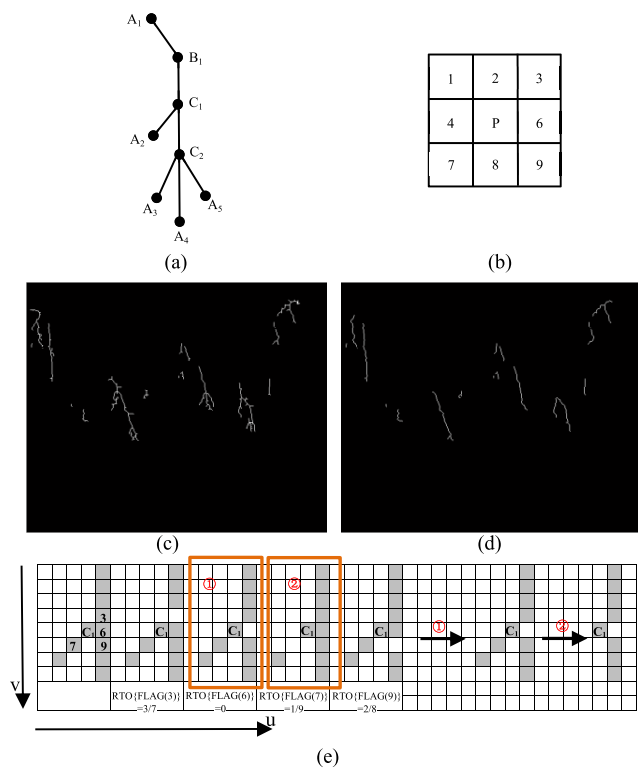 A1
B1
C1
A2
C2
A3
A5
A4
(a)
1 2 3
4 P 6
7 8 9
(b)
(c)
(d)
① ②
3
C1 6 C1 C1 C1 C1 ① C1 ② C1
7 9
V
RTO{FLAG(3)} RTO{FLAG(6)} RTO{FLAG(7)} RTO{FLAG(9)}
=3/7 =0 =1/9 =2/8
u
(e)